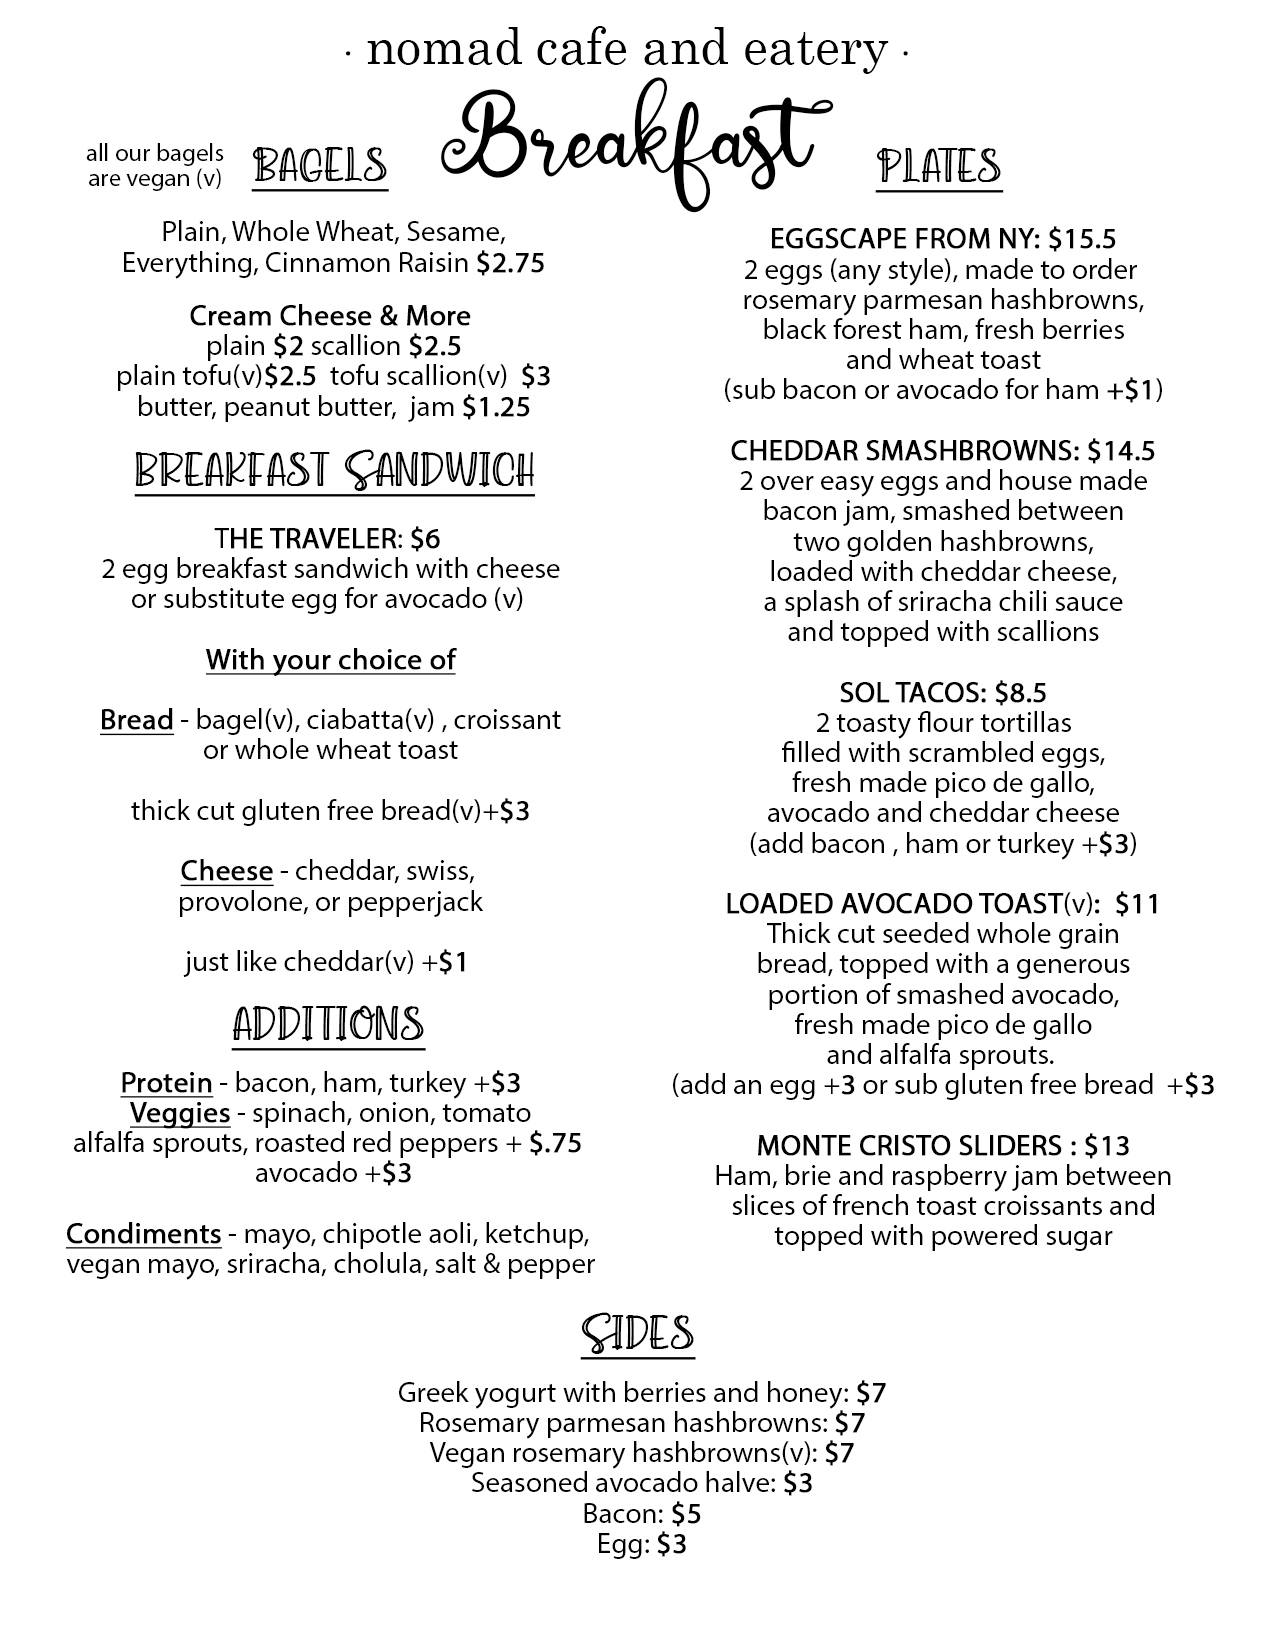 · nomad cafe and eatery ·
Breakfast
all our bagels
are vegan (v)
BAGELS
Plain, Whole Wheat, Sesame,
Everything, Cinnamon Raisin $2.75
Cream Cheese & More
plain $2 scallion $2.5
plain tofu(v)$2.5 tofu scallion(v) $3
butter, peanut butter, jam $1.25
BREAKFAST SANDWICH
THE TRAVELER: $6
2 egg breakfast sandwich with cheese
or substitute egg for avocado (v)
With your choice of
Bread - bagel(v), ciabatta(v) , croissant
or whole wheat toast
thick cut gluten free bread(v)+$3
Cheese - cheddar, swiss,
provolone, or pepperjack
just like cheddar(v) +$1
ADDITIONS
Protein - bacon, ham, turkey +$3
Veggies - spinach, onion, tomato
alfalfa sprouts, roasted red peppers + $.75
avocado +$3
Condiments - mayo, chipotle aoli, ketchup,
vegan mayo, sriracha, cholula, salt & pepper
PLATES
EGGSCAPE FROM NY: $15.5
2 eggs (any style), made to order
rosemary parmesan hashbrowns,
black forest ham, fresh berries
and wheat toast
(sub bacon or avocado for ham +$1)
CHEDDAR SMASHBROWNS: $14.5
2 over easy eggs and house made
bacon jam, smashed between
two golden hashbrowns,
loaded with cheddar cheese,
a splash of sriracha chili sauce
and topped with scallions
SOL TACOS: $8.5
2 toasty flour tortillas
filled with scrambled eggs,
fresh made pico de gallo,
avocado and cheddar cheese
(add bacon , ham or turkey +$3)
LOADED AVOCADO TOAST(v): $11
Thick cut seeded whole grain
bread, topped with a generous
portion of smashed avocado,
fresh made pico de gallo
and alfalfa sprouts.
(add an egg +3 or sub gluten free bread +$3
MONTE CRISTO SLIDERS : $13
Ham, brie and raspberry jam between
slices of french toast croissants and
topped with powered sugar
SIDES
Greek yogurt with berries and honey: $7
Rosemary parmesan hashbrowns: $7
Vegan rosemary hashbrowns(v): $7
Seasoned avocado halve: $3
Bacon: $5
Egg: $3